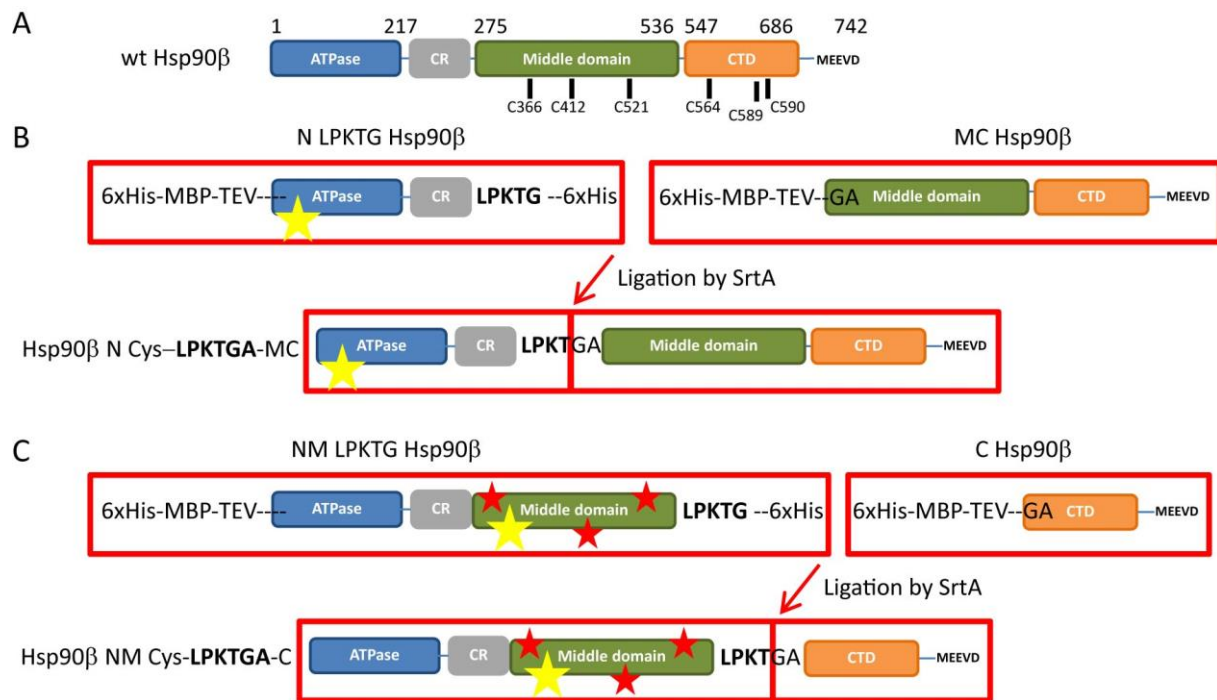 A
1 217 275 536 547 686 742
wt Hsp90β ATPase CR Middle domain CTD MEEVD
C366 C412 C521 C564 C589 C590
B
N LPKTG Hsp90β MC Hsp90β
6xHis-MBP-TEV---- ATPase CR LPKTG --6xHis 6xHis-MBP-TEV--GA Middle domain CTD MEEVD
Ligation by SrtA
Hsp90β N Cys–LPKTGA-MC ATPase CR LPKTGA Middle domain CTD MEEVD
C
NM LPKTG Hsp90β C Hsp90β
6xHis-MBP-TEV---- ATPase CR Middle domain LPKTG --6xHis 6xHis-MBP-TEV--GA CTD MEEVD
Ligation by SrtA
Hsp90β NM Cys-LPKTGA-C ATPase CR Middle domain LPKTGA CTD MEEVD